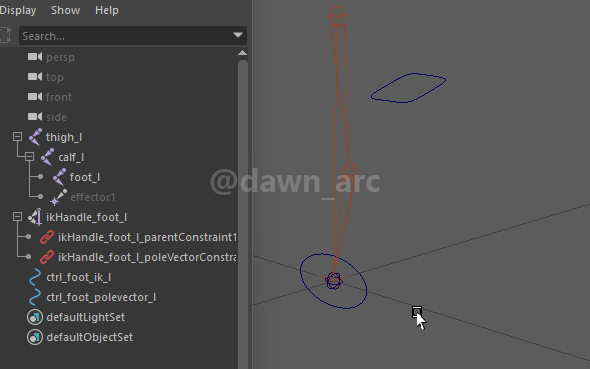 Display Show Help
Search...
persp
top
front
side
thigh_l
calf_l
foot_l
effector1
ikHandle_foot_l
ikHandle_foot_l_parentConstraint1
ikHandle_foot_l_poleVectorConstra
ctrl_foot_ik_l
ctrl_foot_polevector_l
defaultLightSet
defaultObjectSet
@dawn_arc